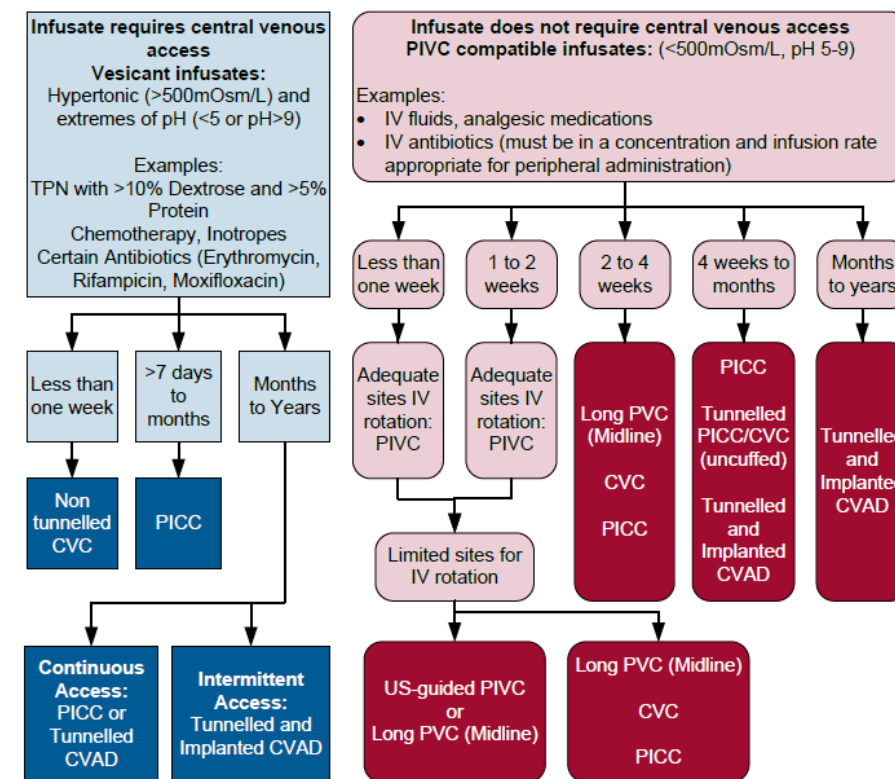 Infusate requires central venous
access
Vesicant infusates:
Hypertonic (>500mOsm/L) and
extremes of pH (<5 or pH>9)
Examples:
TPN with >10% Dextrose and >5%
Protein
Chemotherapy, Inotropes
Certain Antibiotics (Erythromycin,
Rifampicin, Moxifloxacin)
Less than
one week
>7 days
to
months
Months
to Years
Non
tunnelled
CVC
PICC
Continuous
Access:
PICC or
Tunnelled
CVAD
Intermittent
Access:
Tunnelled and
Implanted CVAD
Infusate does not require central venous access
PIVC compatible infusates: (<500mOsm/L, pH 5-9)
Examples:
• IV fluids, analgesic medications
• IV antibiotics (must be in a concentration and infusion rate
appropriate for peripheral administration)
Less than
one week
1 to 2
weeks
2 to 4
weeks
4 weeks to
months
Months
to years
Adequate
sites IV
rotation:
PIVC
Adequate
sites IV
rotation:
PIVC
Long PVC
(Midline)
CVC
PICC
PICC
Tunnelled
PICC/CVC
(uncuffed)
Tunnelled
and
Implanted
CVAD
Tunnelled
and
Implanted
CVAD
Limited sites for
IV rotation
US-guided PIVC
or
Long PVC (Midline)
Long PVC (Midline)
CVC
PICC